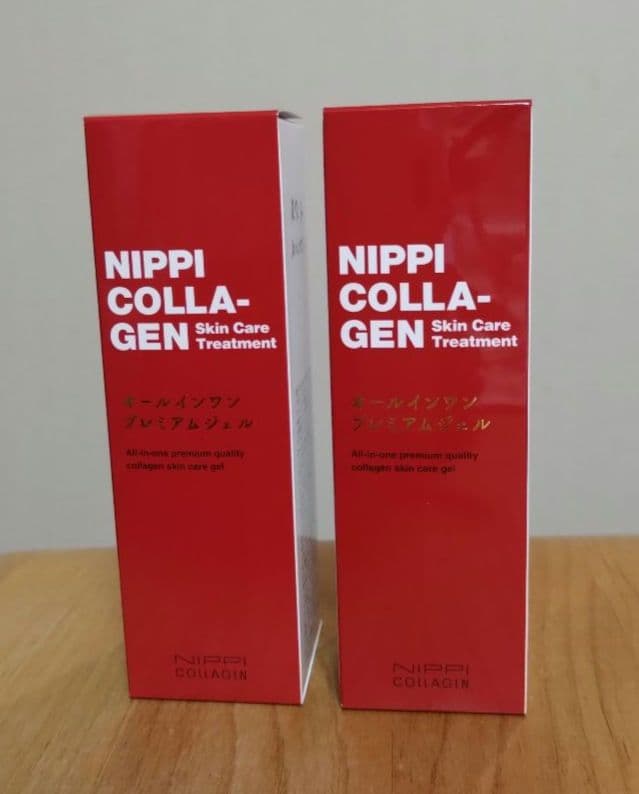 NIPPI
COLLA-
GEN Skin Care
Treatment
オールインワン
プレミアムジェル
All-in-one premium quality
collagen skin care gel
NIPPI
COLLAGEN
NIPPI
COLLA-
GEN Skin Care
Treatment
オールインワン
プレミアムジェル
All-in-one premium quality
collagen skin care gel
NIPPI
COLLAGEN